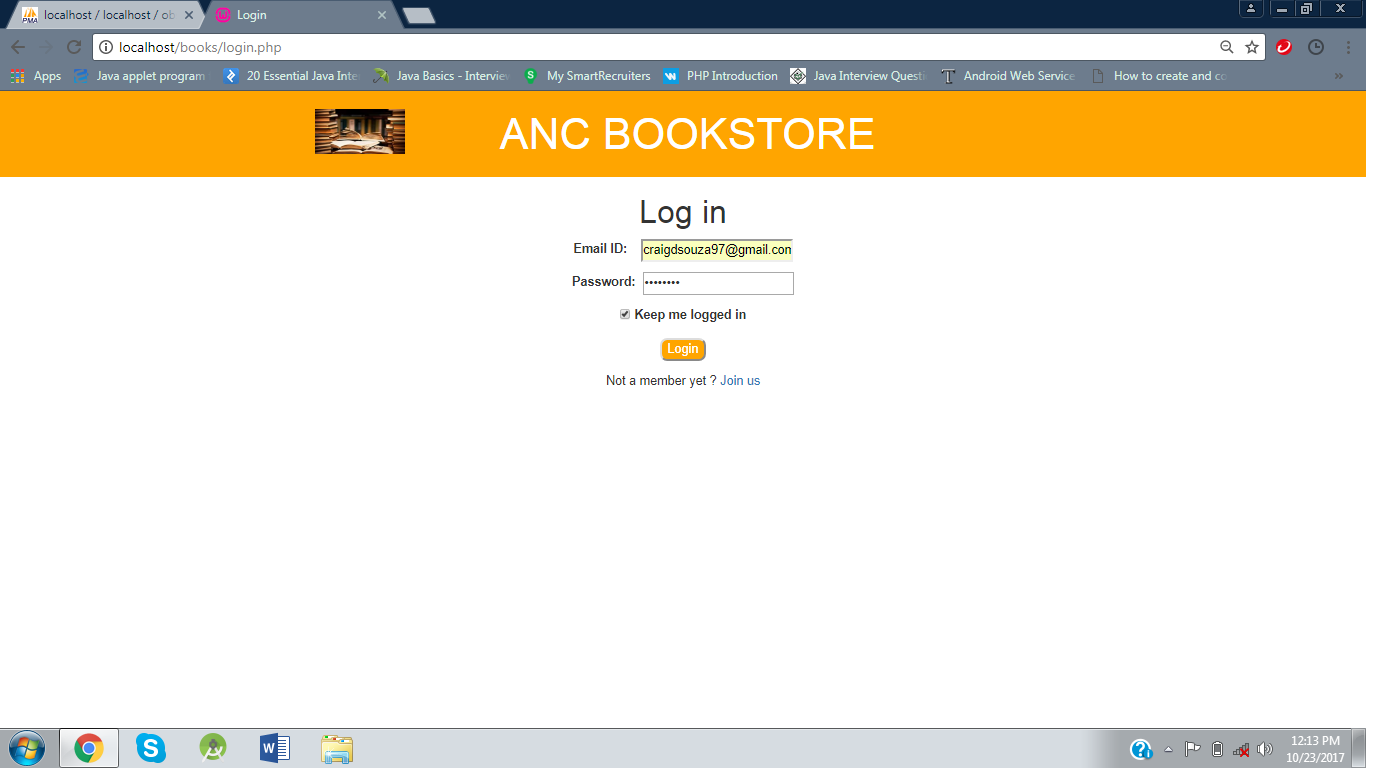 PMA localhost / localhost / ob
Login
localhost/books/login.php
Apps Java applet program 20 Essential Java Inte Java Basics - Interview My SmartRecruiters PHP Introduction Java Interview Questi Android Web Service How to create and co »
ANC BOOKSTORE
Log in
Email ID: craigdsouza97@gmail.con
Password: ••••••••
Keep me logged in
Login
Not a member yet ? Join us
12:13 PM
10/23/2017